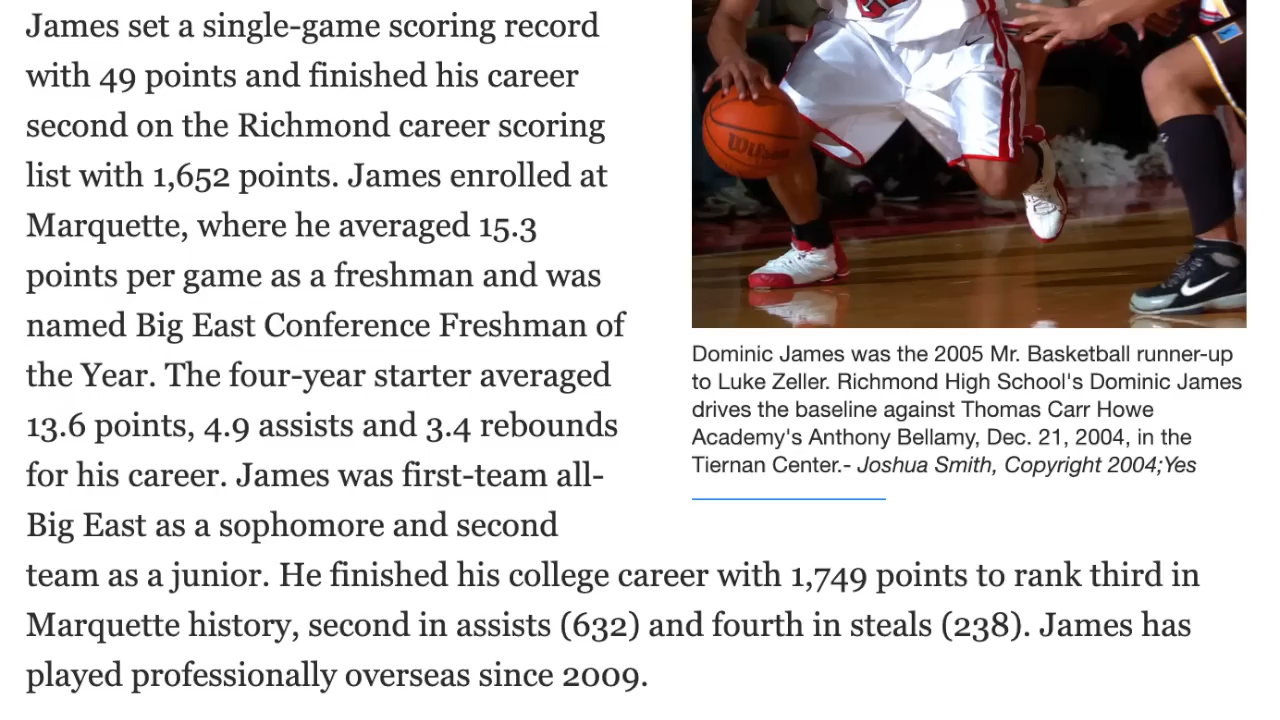 James set a single-game scoring record
with 49 points and finished his career
second on the Richmond career scoring
list with 1,652 points. James enrolled at
Marquette, where he averaged 15.3
points per game as a freshman and was
named Big East Conference Freshman of
the Year. The four-year starter averaged
13.6 points, 4.9 assists and 3.4 rebounds
for his career. James was first-team all-
Big East as a sophomore and second
team as a junior. He finished his college career with 1,749 points to rank third in
Marquette history, second in assists (632) and fourth in steals (238). James has
played professionally overseas since 2009.
Wilson
Dominic James was the 2005 Mr. Basketball runner-up
to Luke Zeller. Richmond High School's Dominic James
drives the baseline against Thomas Carr Howe
Academy's Anthony Bellamy, Dec. 21, 2004, in the
Tiernan Center.- Joshua Smith, Copyright 2004;Yes